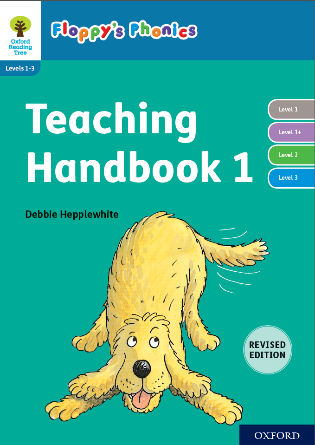 Oxford
Reading
Tree
Floppy's Phonics
Levels 1-3
Teaching
Handbook 1
Level 1
Level 1+
Level 2
Level 3
Debbie Hepplewhite
REVISED
EDITION
OXFORD